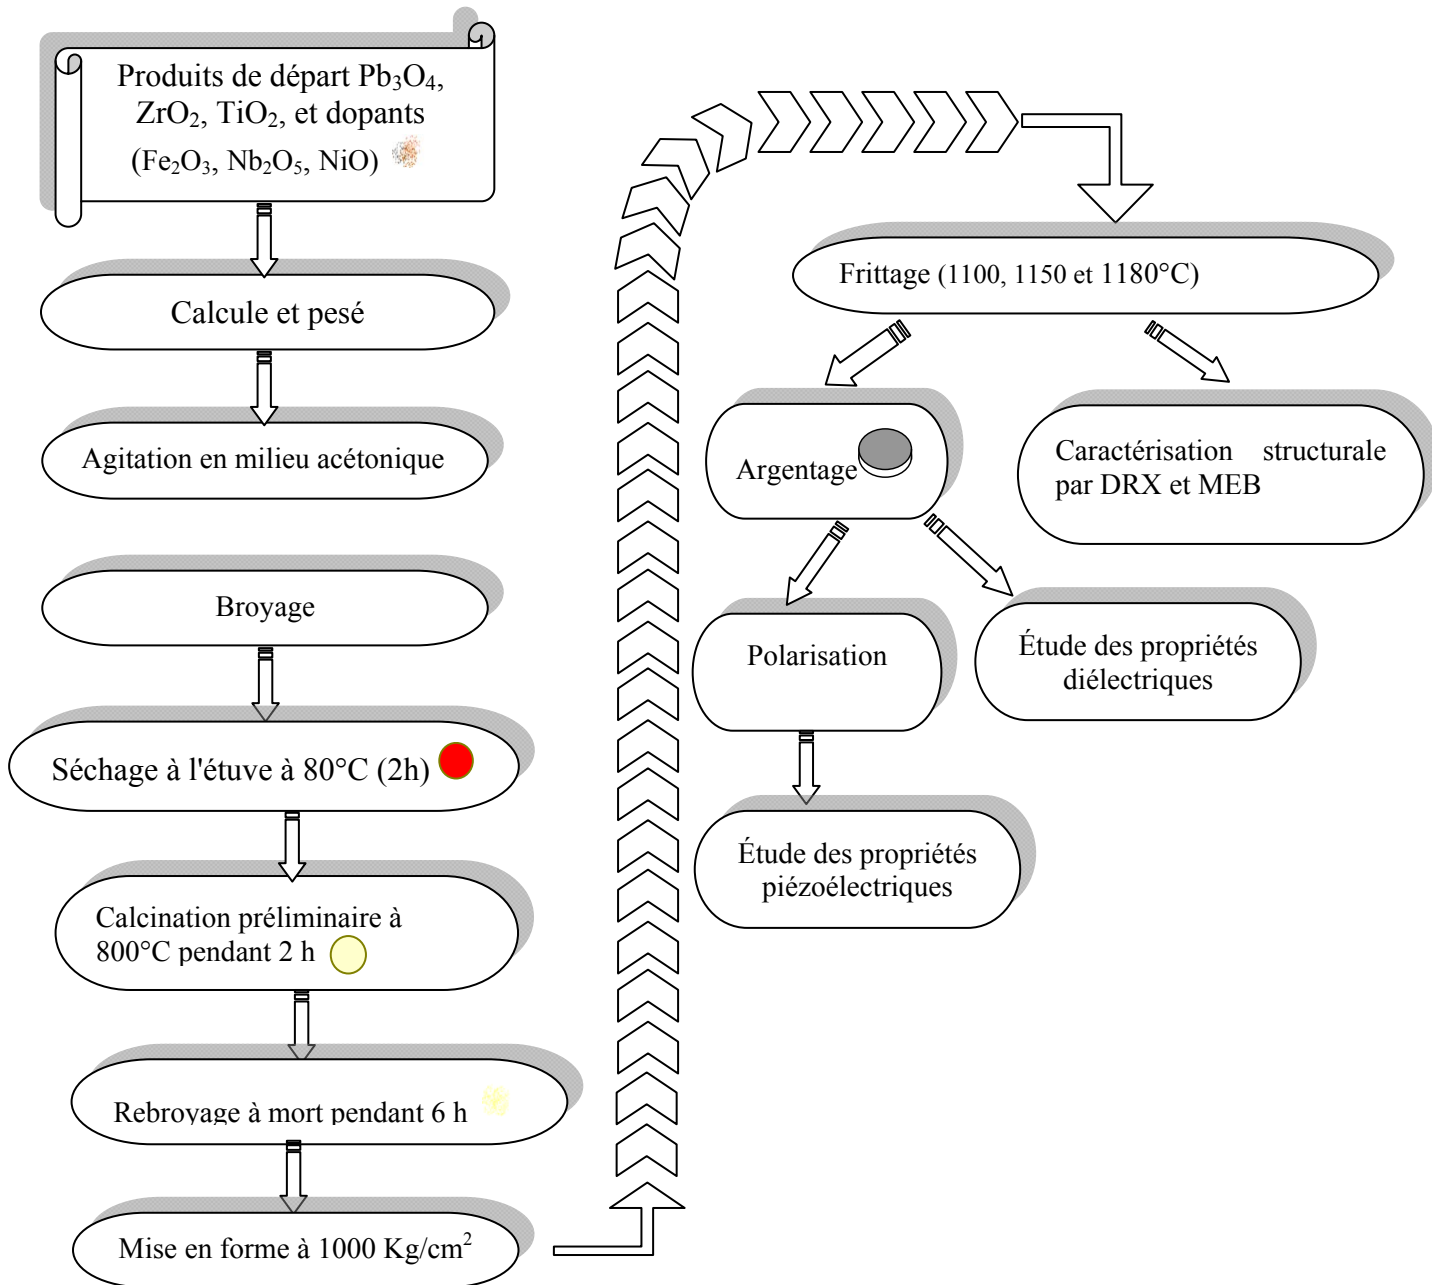 Produits de départ Pb₃O₄,
ZrO₂, TiO₂, et dopants
(Fe₂O₃, Nb₂O₅, NiO)
Calcule et pesé
Agitation en milieu acétonique
Broyage
Séchage à l'étuve à 80°C (2h)
Calcination préliminaire à
800°C pendant 2 h
Rebroyage à mort pendant 6 h
Mise en forme à 1000 Kg/cm²
Frittage (1100, 1150 et 1180°C)
Argentage
Caractérisation structurale
par DRX et MEB
Polarisation
Étude des propriétés
diélectriques
Étude des propriétés
piézoélectriques